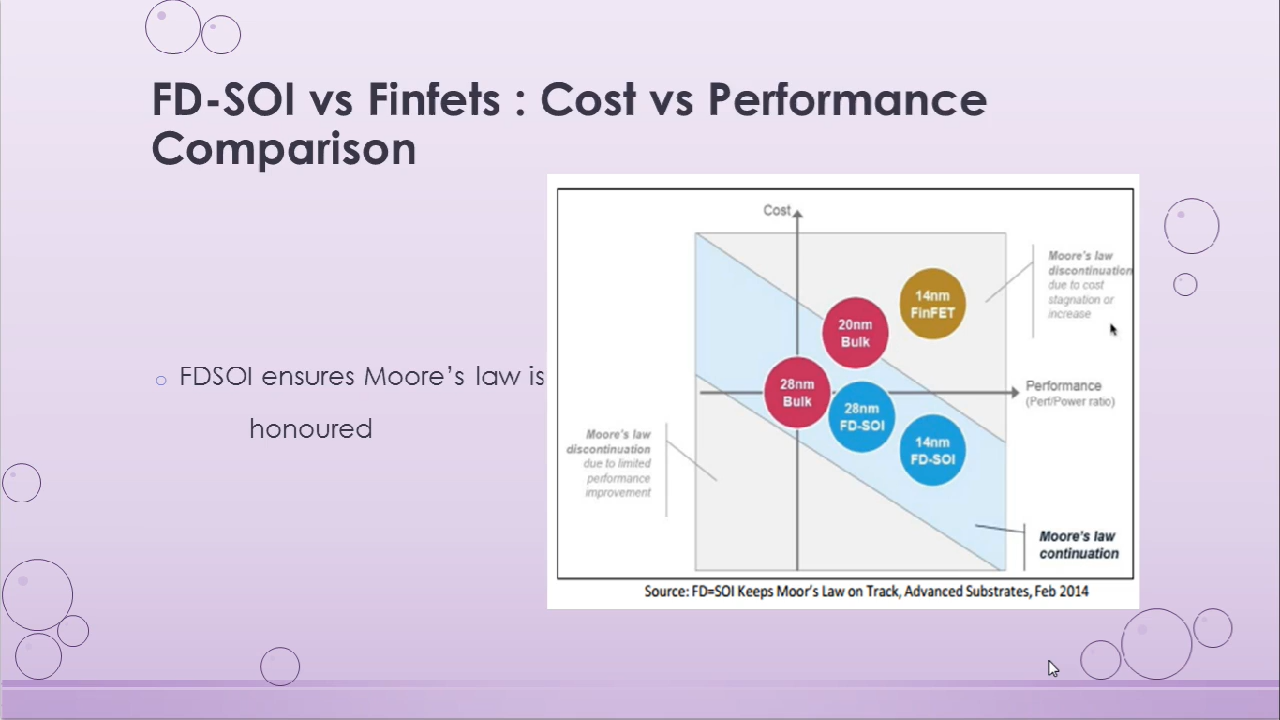 FD-SOI vs Finfets : Cost vs Performance
Comparison
FDSOI ensures Moore's law is
honoured
Cost
14nm
FinFET
20nm
Bulk
28nm
Bulk
28nm
FD-SOI
14nm
FD-SOI
Moore's law
discontinuation
due to cost
stagnation or
increase
Performance
(Perf/Power ratio)
Moore's law
discontinuation
due to limited
performance
improvement
Moore's law
continuation
Source: FD=SOI Keeps Moor's Law on Track, Advanced Substrates, Feb 2014